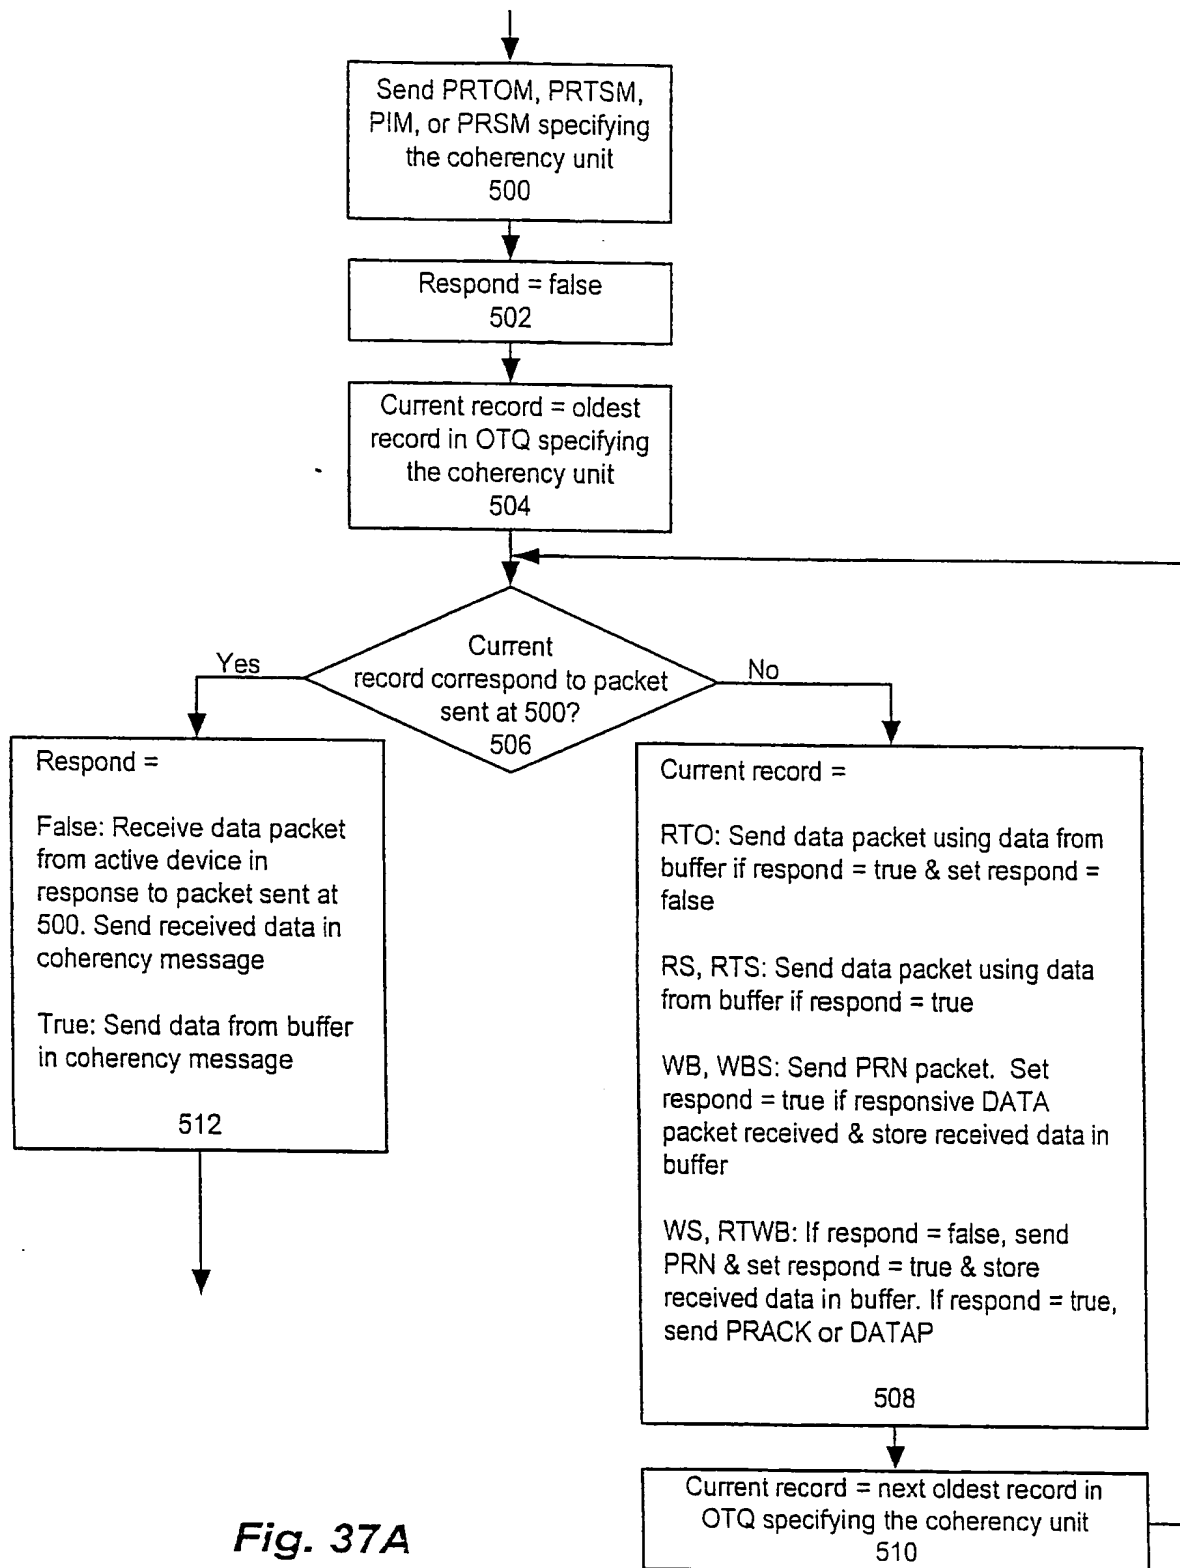 Send PRTOM, PRTSM,
PIM, or PRSM specifying
the coherency unit
500
Respond = false
502
Current record = oldest
record in OTQ specifying
the coherency unit
504
Current
record correspond to packet
sent at 500?
506
Yes
No
Respond =
False: Receive data packet
from active device in
response to packet sent at
500. Send received data in
coherency message
True: Send data from buffer
in coherency message
512
Current record =
RTO: Send data packet using data from
buffer if respond = true & set respond =
false
RS, RTS: Send data packet using data
from buffer if respond = true
WB, WBS: Send PRN packet. Set
respond = true if responsive DATA
packet received & store received data in
buffer
WS, RTWB: If respond = false, send
PRN & set respond = true & store
received data in buffer. If respond = true,
send PRACK or DATAP
508
Current record = next oldest record in
OTQ specifying the coherency unit
510
Fig. 37A